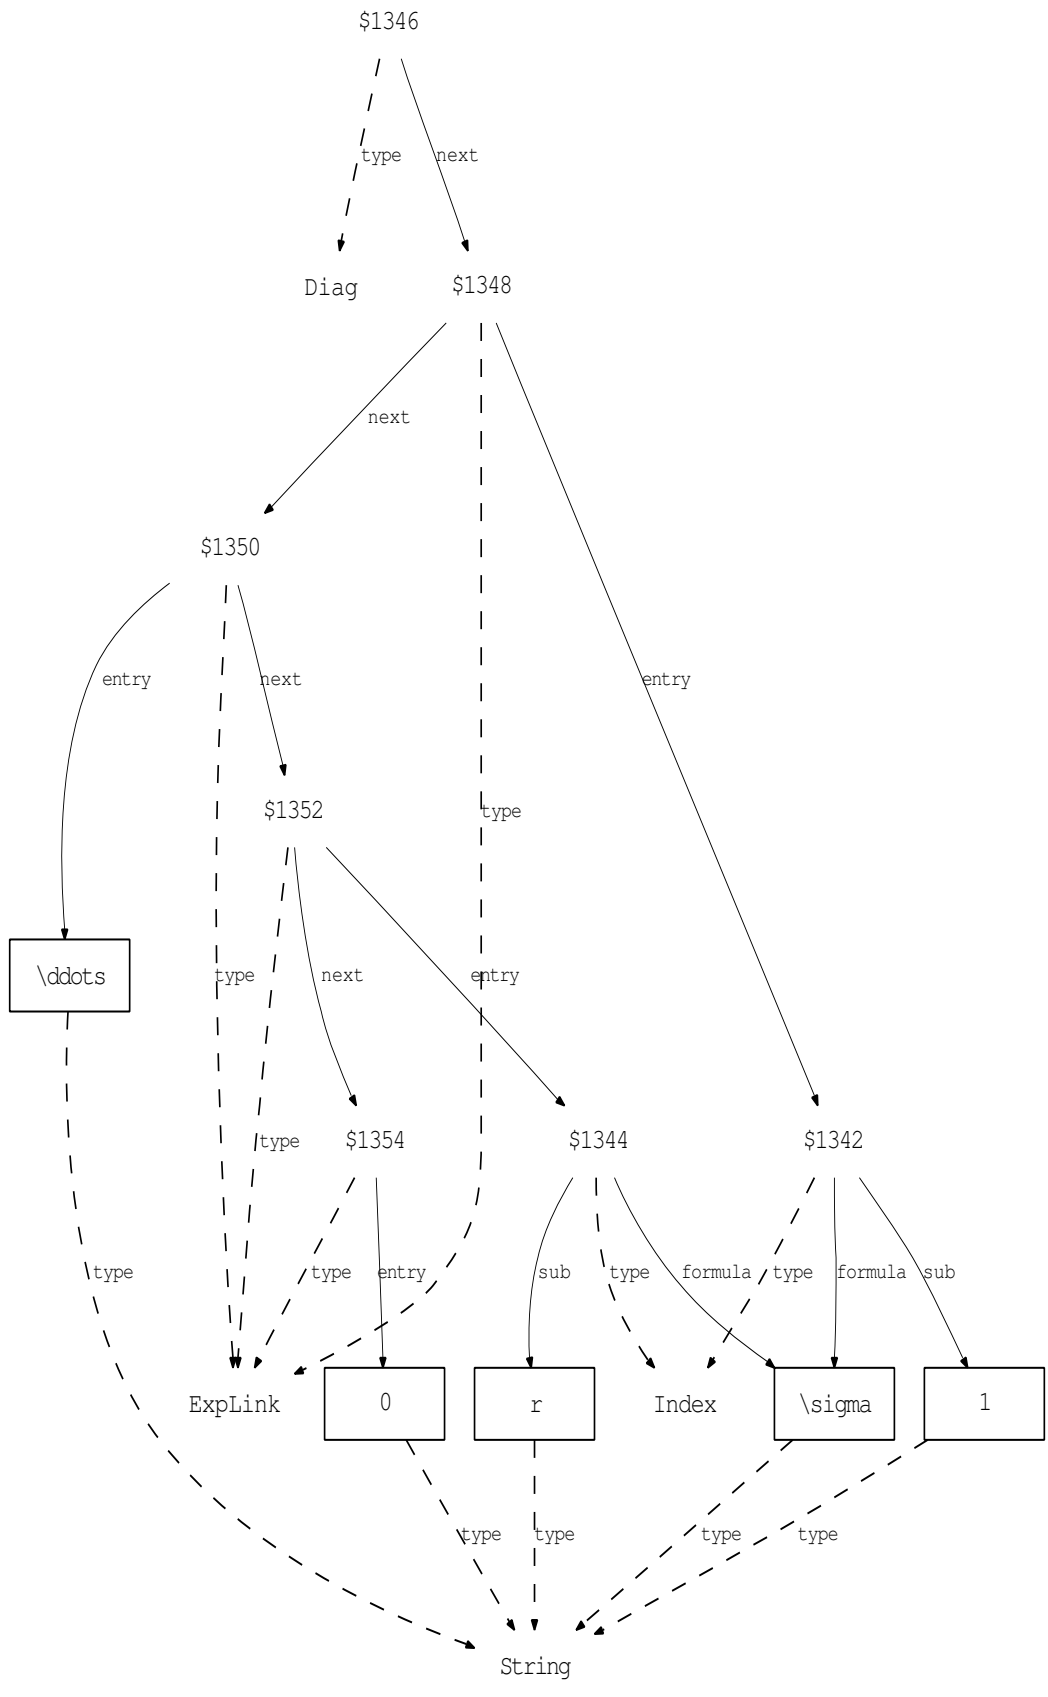 $1346
type next
Diag $1348
next
$1350
entry next entry
$1352 type
\ddots type next entry
type $1354 $1344 $1342
type type entry sub type formula type formula sub
ExpLink 0 r Index \sigma 1
type type type type
String